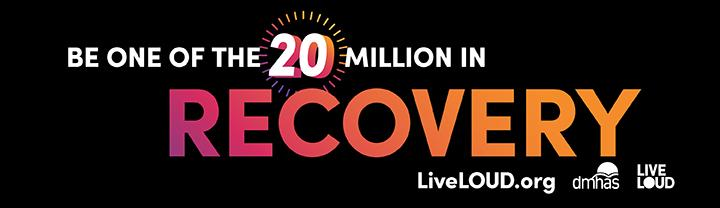 BE ONE OF THE 20 MILLION IN
RECOVERY
LiveLOUD.org
dmhas
LIVE
LOUD